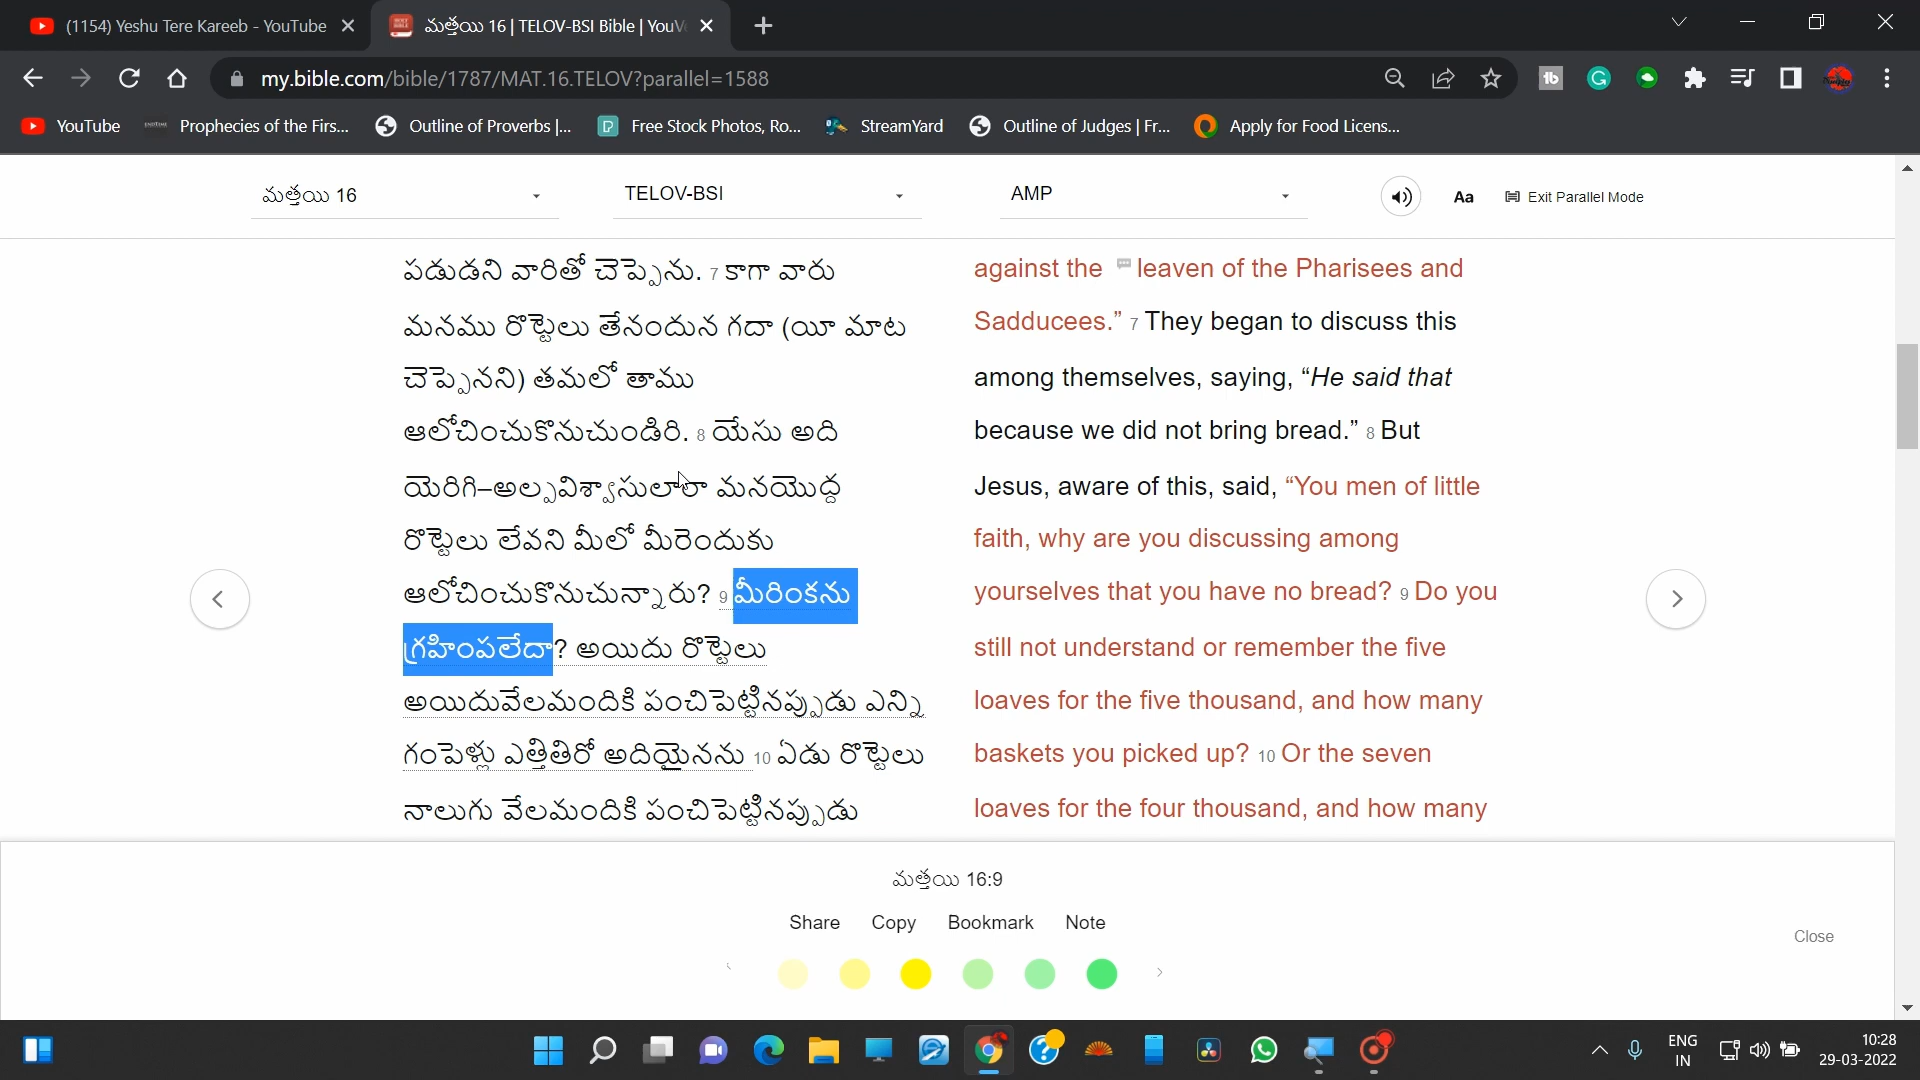 (1154) Yeshu Tere Kareeb - YouTube
మత్తయి 16 | TELOV-BSI Bible | YouV
my.bible.com/bible/1787/MAT.16.TELOV?parallel=1588
YouTube
Prophecies of the Firs...
Outline of Proverbs |...
Free Stock Photos, Ro...
StreamYard
Outline of Judges | Fr...
Apply for Food Licens...
మత్తయి 16
TELOV-BSI
AMP
Aa
Exit Parallel Mode
పడుడని వారితో చెప్పెను. 7 కాగా వారు
మనము రొట్టెలు తేనందున గదా (యీ మాట
చెప్పెనని) తమలో తాము
ఆలోచించుకొనుచుండిరి. 8 యేసు అది
యెరిగి–అల్పవిశ్వాసులారా మనయొద్ద
రొట్టెలు లేవని మీలో మీరెందుకు
ఆలోచించుకొనుచున్నారు? 9 మీరింకను
గ్రహింపలేదా? అయిదు రొట్టెలు
అయిదువేలమందికి పంచిపెట్టినప్పుడు ఎన్ని
గంపెళ్లు ఎత్తితిరో అదియైనను 10 ఏడు రొట్టెలు
నాలుగు వేలమందికి పంచిపెట్టినప్పుడు
against the leaven of the Pharisees and
Sadducees.” 7 They began to discuss this
among themselves, saying, “He said that
because we did not bring bread.” 8 But
Jesus, aware of this, said, “You men of little
faith, why are you discussing among
yourselves that you have no bread? 9 Do you
still not understand or remember the five
loaves for the five thousand, and how many
baskets you picked up? 10 Or the seven
loaves for the four thousand, and how many
మత్తయి 16:9
Share Copy Bookmark Note
Close
ENG
IN
10:28
29-03-2022